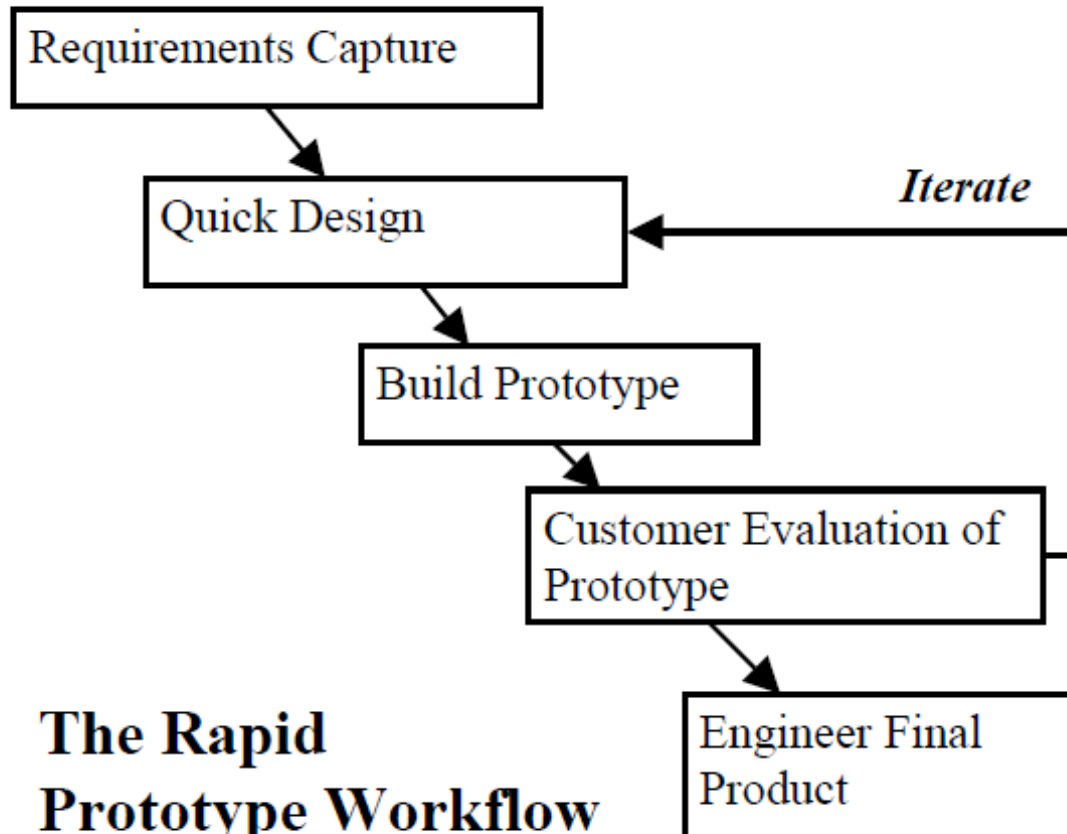 Requirements Capture
Quick Design
Iterate
Build Prototype
Customer Evaluation of
Prototype
Engineer Final
Product
The Rapid
Prototype Workflow